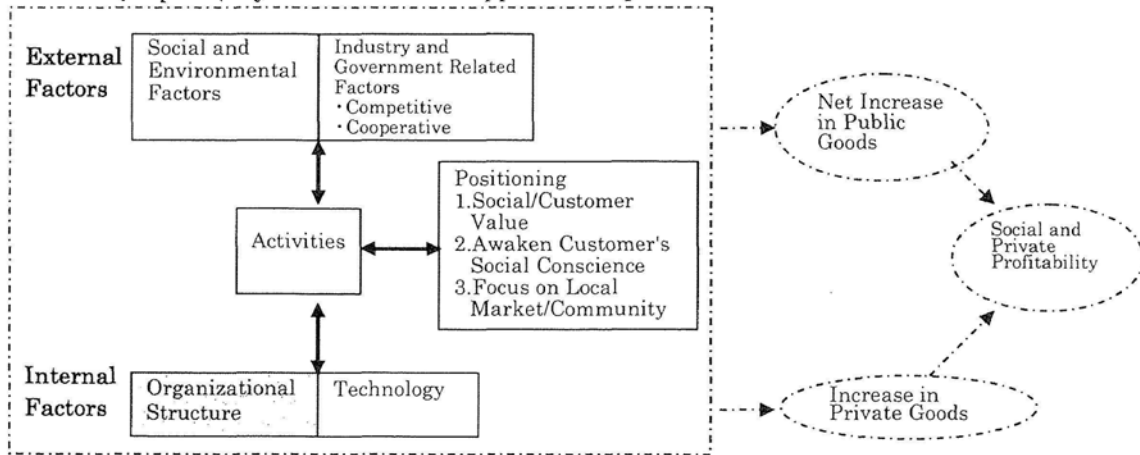 External
Factors
Social and
Environmental
Factors
Industry and
Government Related
Factors
・Competitive
・Cooperative
Activities
Positioning
1.Social/Customer
Value
2.Awaken Customer's
Social Conscience
3.Focus on Local
Market/Community
Internal
Factors
Organizational
Structure
Technology
Net Increase
in Public
Goods
Social and
Private
Profitability
Increase in
Private Goods